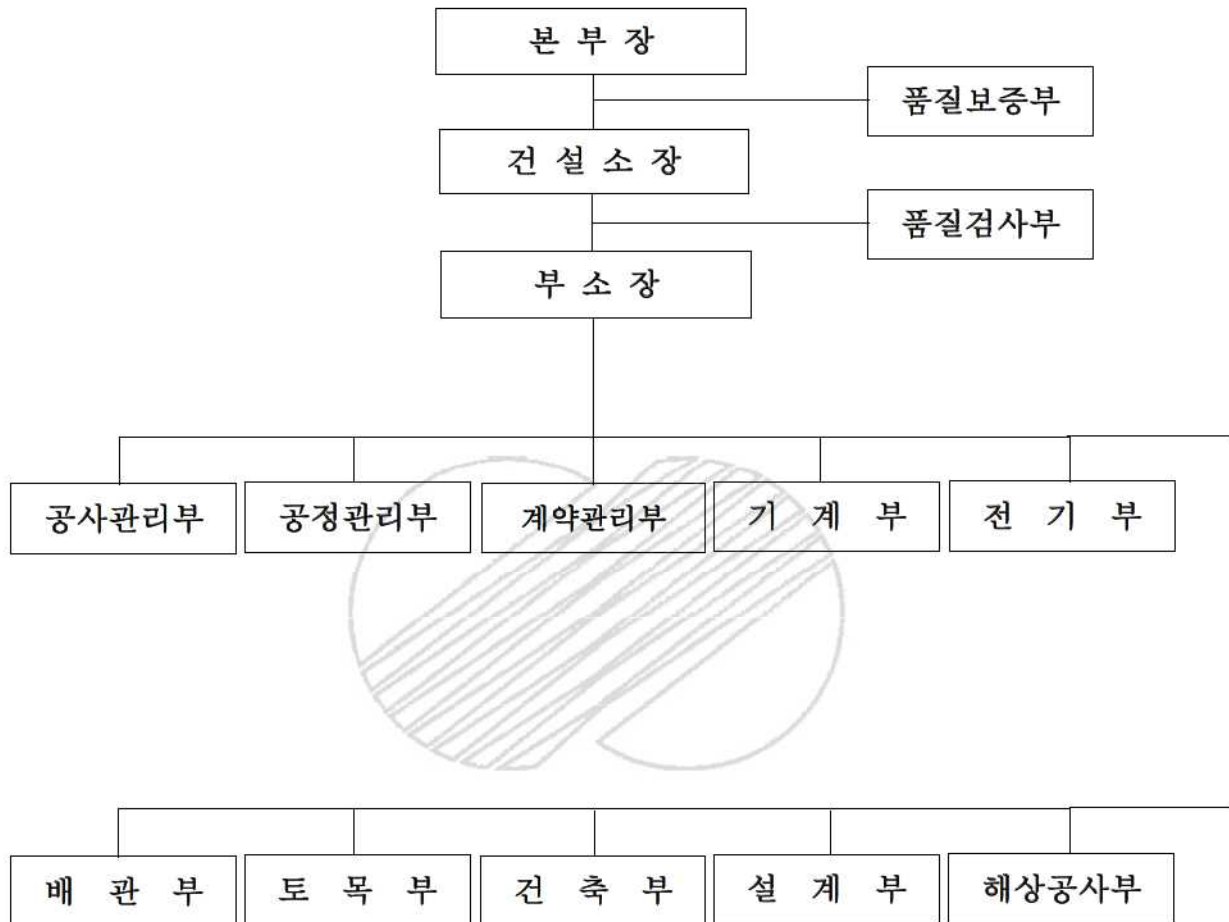 본 부 장
품질보증부
건 설 소 장
품질검사부
부 소 장
공사관리부
공정관리부
계약관리부
기 계 부
전 기 부
배 관 부
토 목 부
건 축 부
설 계 부
해상공사부